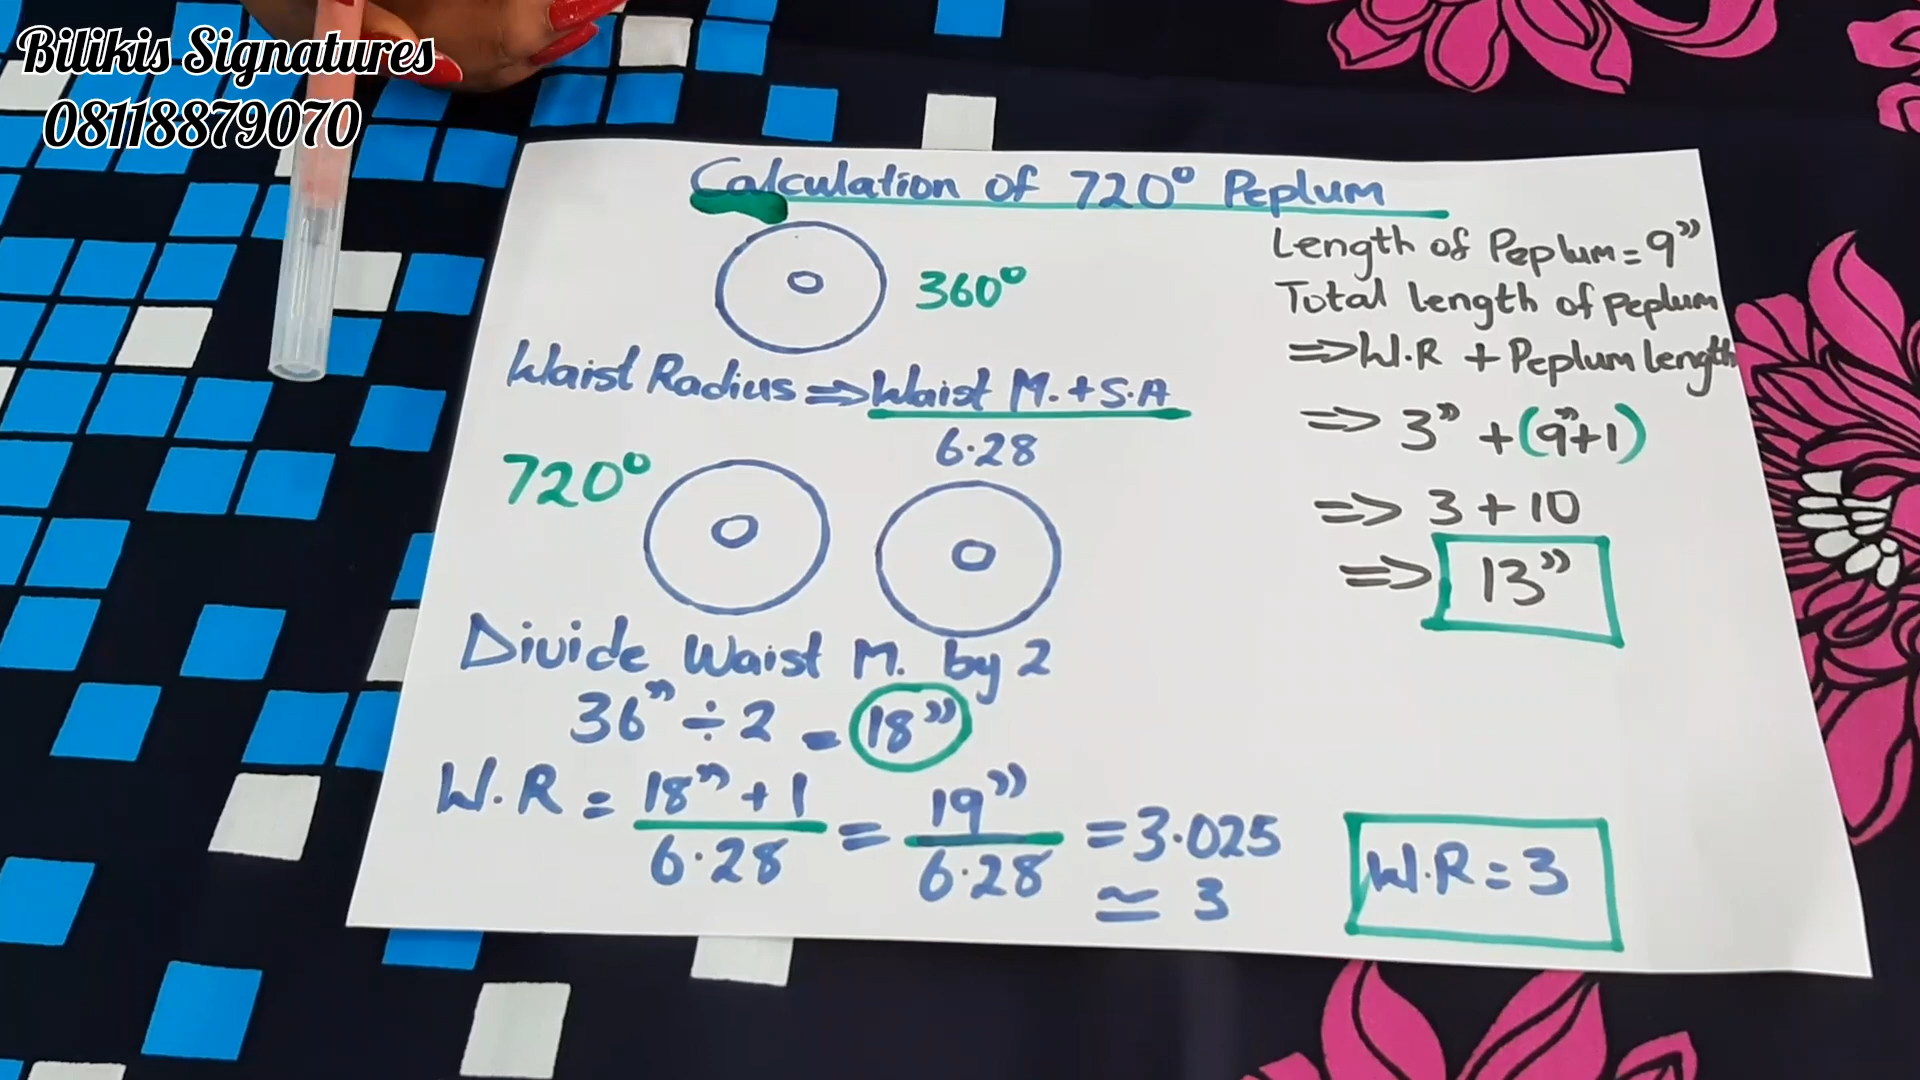 Bilikis Signatures
08118879070
Calculation of 720° Peplum
360°
Waist Radius ⇒ Waist M. + S.A
6.28
720°
Divide Waist M. by 2
36" ÷ 2 = 18"
W.R = 18" + 1 = 19" = 3.025
6.28 6.28 ≃ 3
W.R = 3
Length of Peplum = 9"
Total length of peplum
⇒ W.R + Peplum length
⇒ 3" + (9"+1)
⇒ 3 + 10
⇒ 13"